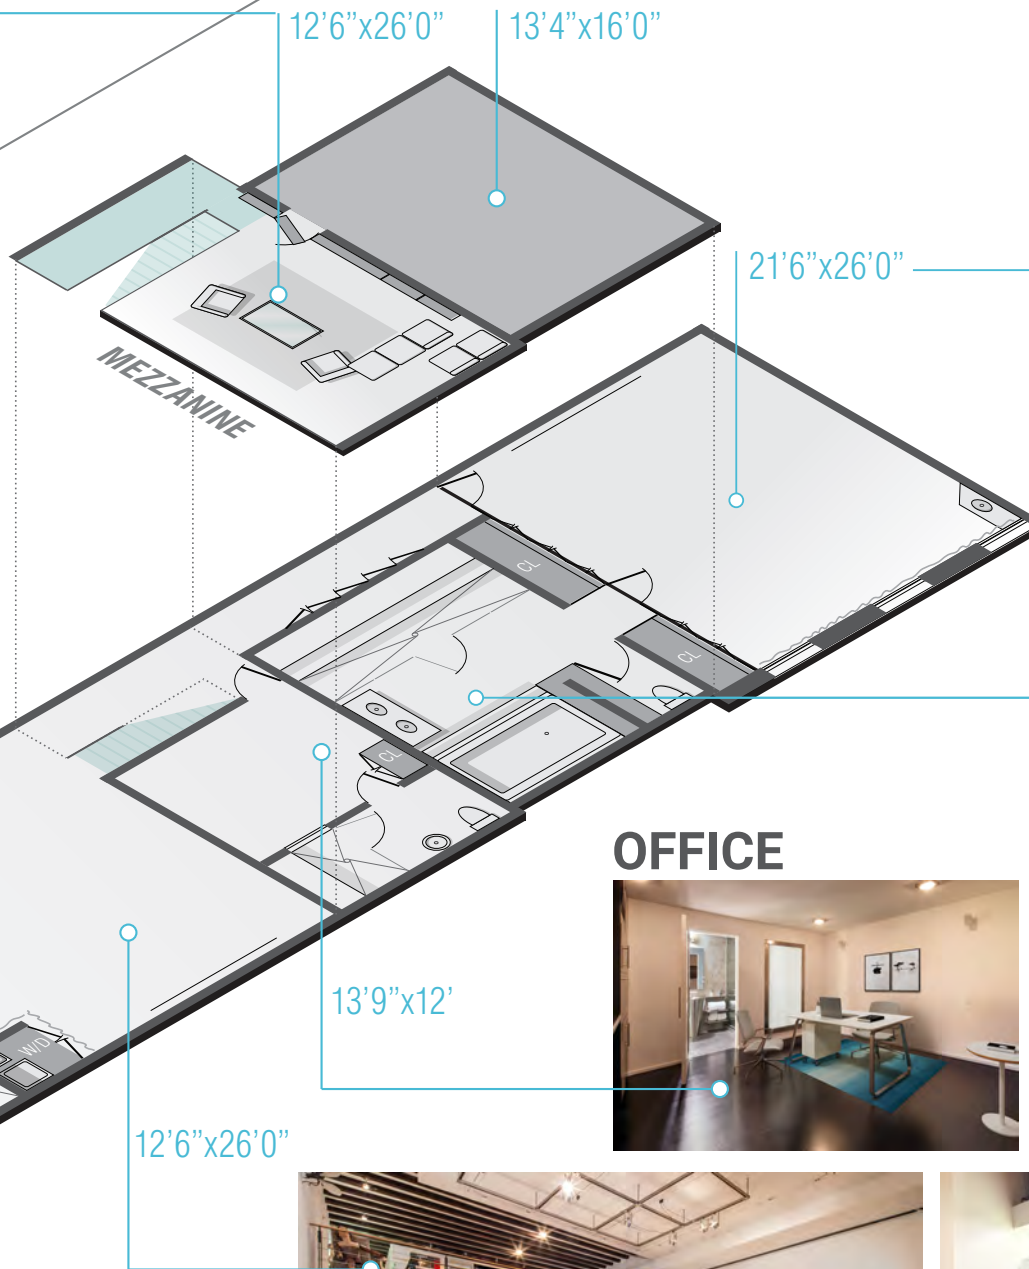 12’6”x26’0”
13’4”x16’0”
21’6”x26’0”
MEZZANINE
CL
CL
CL
OFFICE
13’9”x12’
W/D
12’6”x26’0”